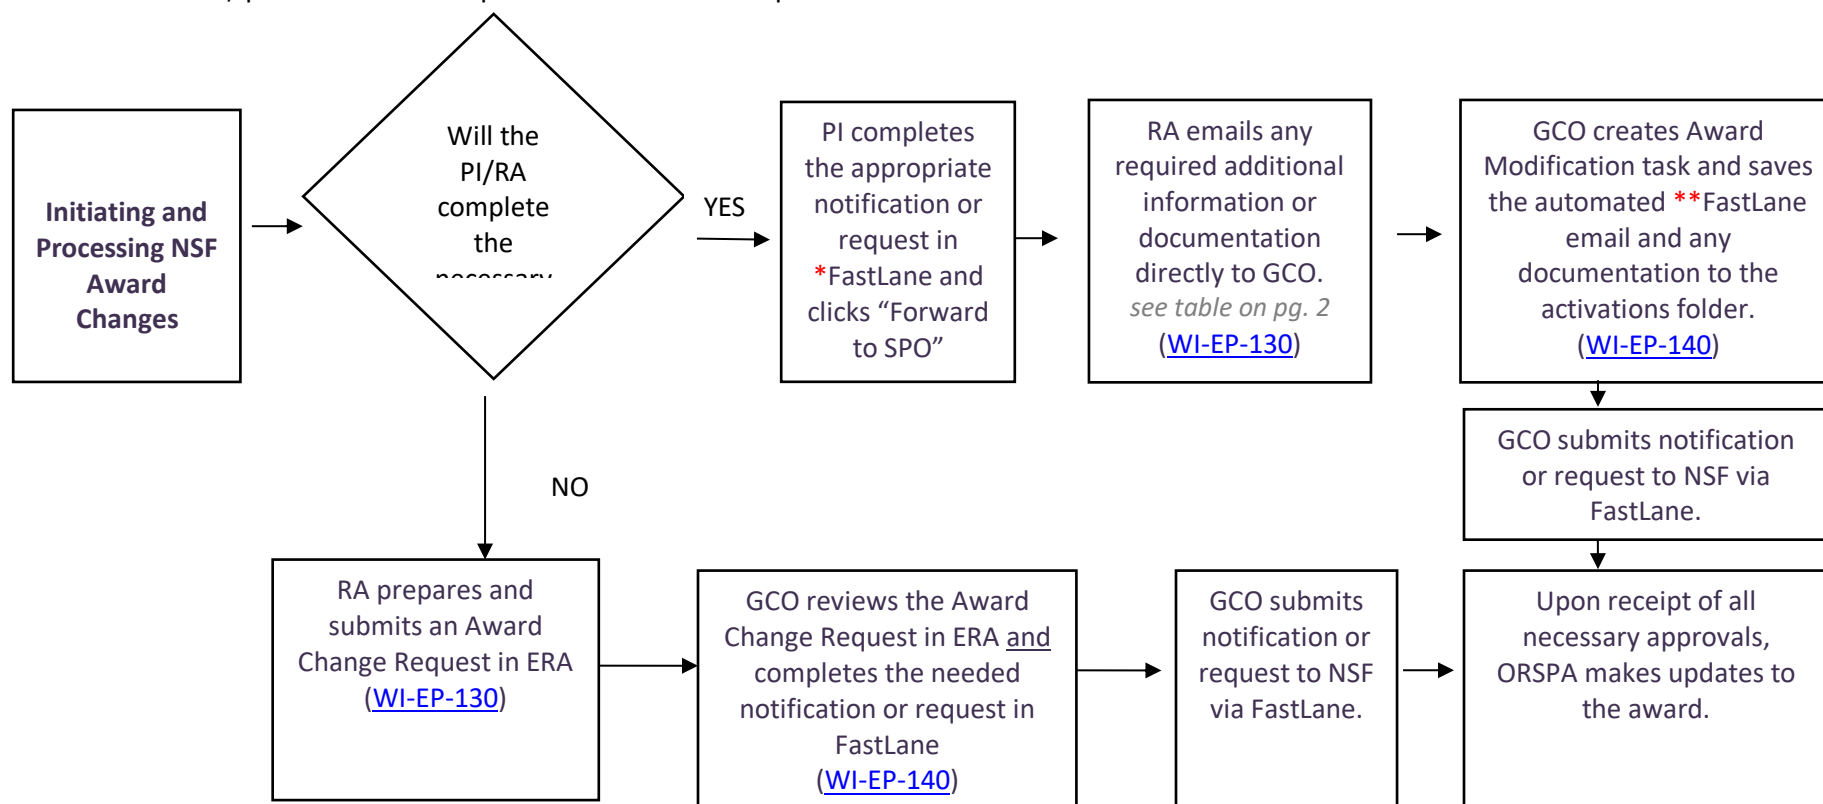 Initiating and
Processing NSF
Award
Changes
Will the
PI/RA
complete
the
necessary
YES
NO
PI completes
the appropriate
notification or
request in
*FastLane and
clicks “Forward
to SPO”
RA emails any
required additional
information or
documentation
directly to GCO.
see table on pg. 2
(WI-EP-130)
GCO creates Award
Modification task and saves
the automated **FastLane
email and any
documentation to the
activations folder.
(WI-EP-140)
GCO submits notification
or request to NSF via
FastLane.
RA prepares and
submits an Award
Change Request in ERA
(WI-EP-130)
GCO reviews the Award
Change Request in ERA and
completes the needed
notification or request in
FastLane
(WI-EP-140)
GCO submits
notification or
request to NSF
via FastLane.
Upon receipt of all
necessary approvals,
ORSPA makes updates to
the award.